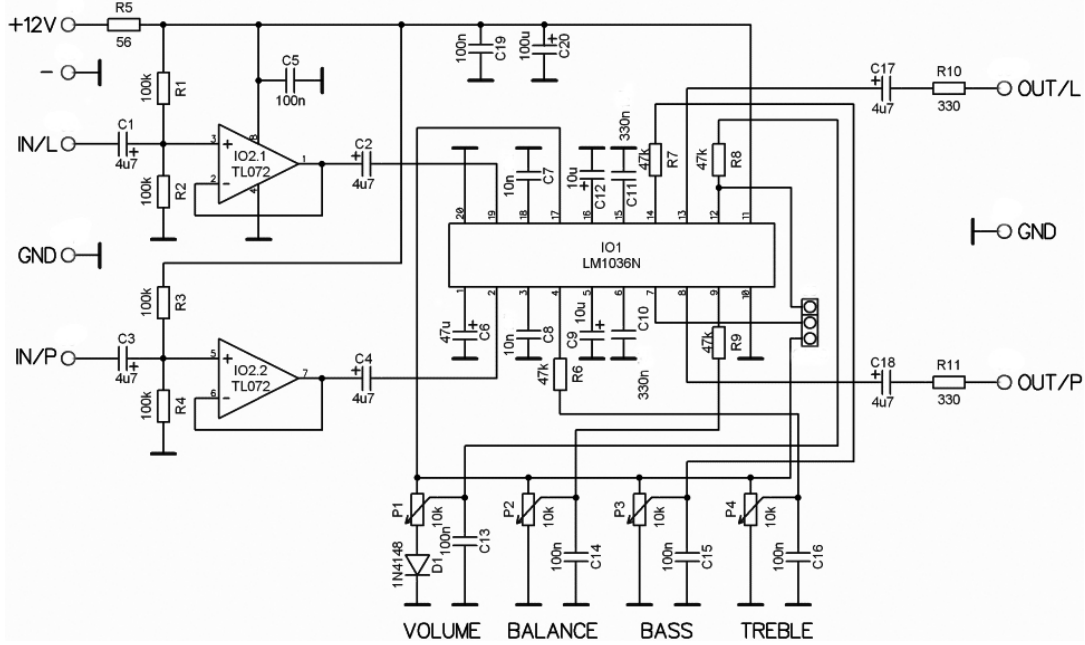 +12V
R5
56
-
100k
R1
C5
100n
100n
C19
100u
+
C20
C17
+
4u7
R10
330
OUT/L
IN/L
C1
+
4u7
3
+
8
IO2.1
TL072
1
2
-
4
C2
+
4u7
100k
R2
10n
C7
10u
+
C12
330n
C11
47k
R7
47k
R8
20
19
18
17
16
15
14
13
12
11
IO1
LM1036N
GND
GND
1
2
3
4
5
6
7
8
9
10
100k
R3
47u
+
C6
10n
C8
47k
R6
10u
+
C9
C10
330n
47k
R9
IN/P
C3
+
4u7
5
+
IO2.2
TL072
7
6
-
C4
+
4u7
100k
R4
C18
+
4u7
R11
330
OUT/P
P1
10k
100n
C13
1N4148
D1
P2
10k
100n
C14
P3
10k
100n
C15
P4
10k
100n
C16
VOLUME
BALANCE
BASS
TREBLE